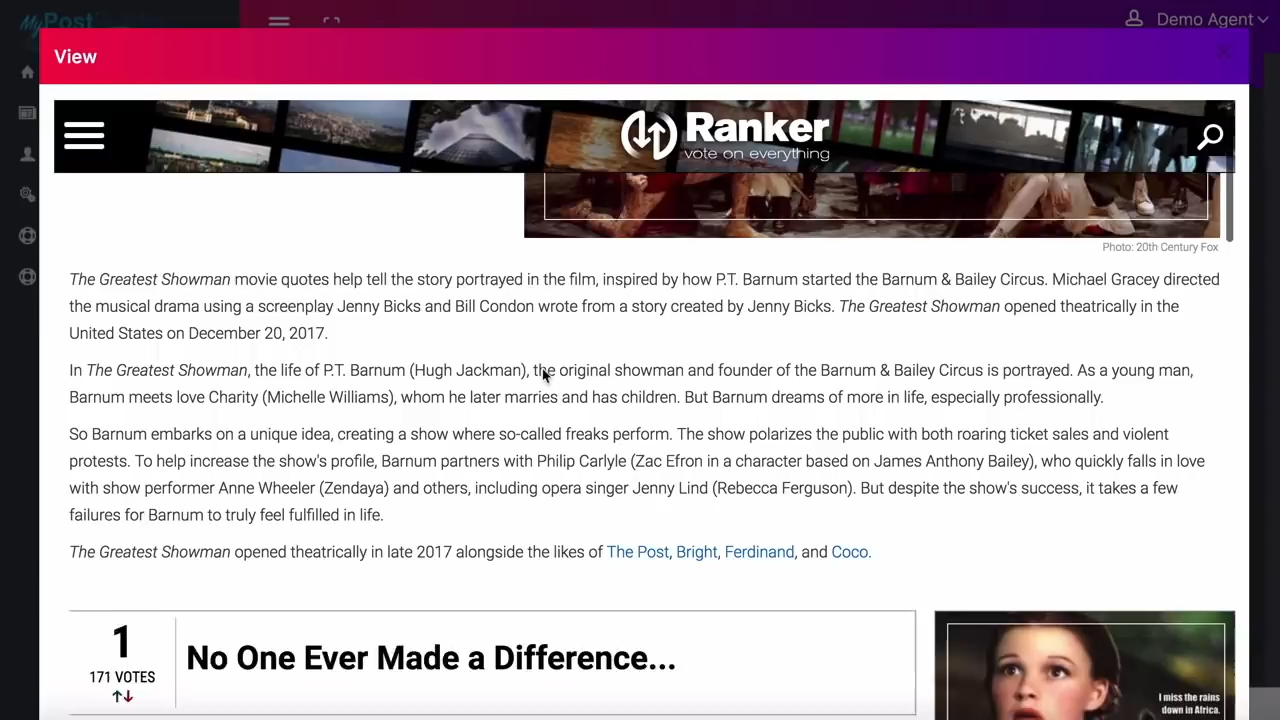 MyPost
Demo Agent
View
Ranker
vote on everything
Photo: 20th Century Fox
The Greatest Showman movie quotes help tell the story portrayed in the film, inspired by how P.T. Barnum started the Barnum & Bailey Circus. Michael Gracey directed
the musical drama using a screenplay Jenny Bicks and Bill Condon wrote from a story created by Jenny Bicks. The Greatest Showman opened theatrically in the
United States on December 20, 2017.
In The Greatest Showman, the life of P.T. Barnum (Hugh Jackman), the original showman and founder of the Barnum & Bailey Circus is portrayed. As a young man,
Barnum meets love Charity (Michelle Williams), whom he later marries and has children. But Barnum dreams of more in life, especially professionally.
So Barnum embarks on a unique idea, creating a show where so-called freaks perform. The show polarizes the public with both roaring ticket sales and violent
protests. To help increase the show's profile, Barnum partners with Philip Carlyle (Zac Efron in a character based on James Anthony Bailey), who quickly falls in love
with show performer Anne Wheeler (Zendaya) and others, including opera singer Jenny Lind (Rebecca Ferguson). But despite the show's success, it takes a few
failures for Barnum to truly feel fulfilled in life.
The Greatest Showman opened theatrically in late 2017 alongside the likes of The Post, Bright, Ferdinand, and Coco.
1
171 VOTES
No One Ever Made a Difference...
I miss the rains
down in Africa.